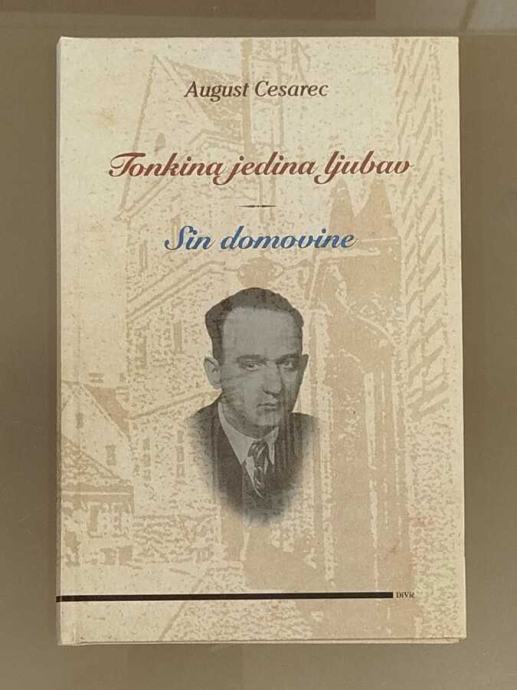 August Cesarec
Tonkina jedina ljubav
Sin domovine
DiVič